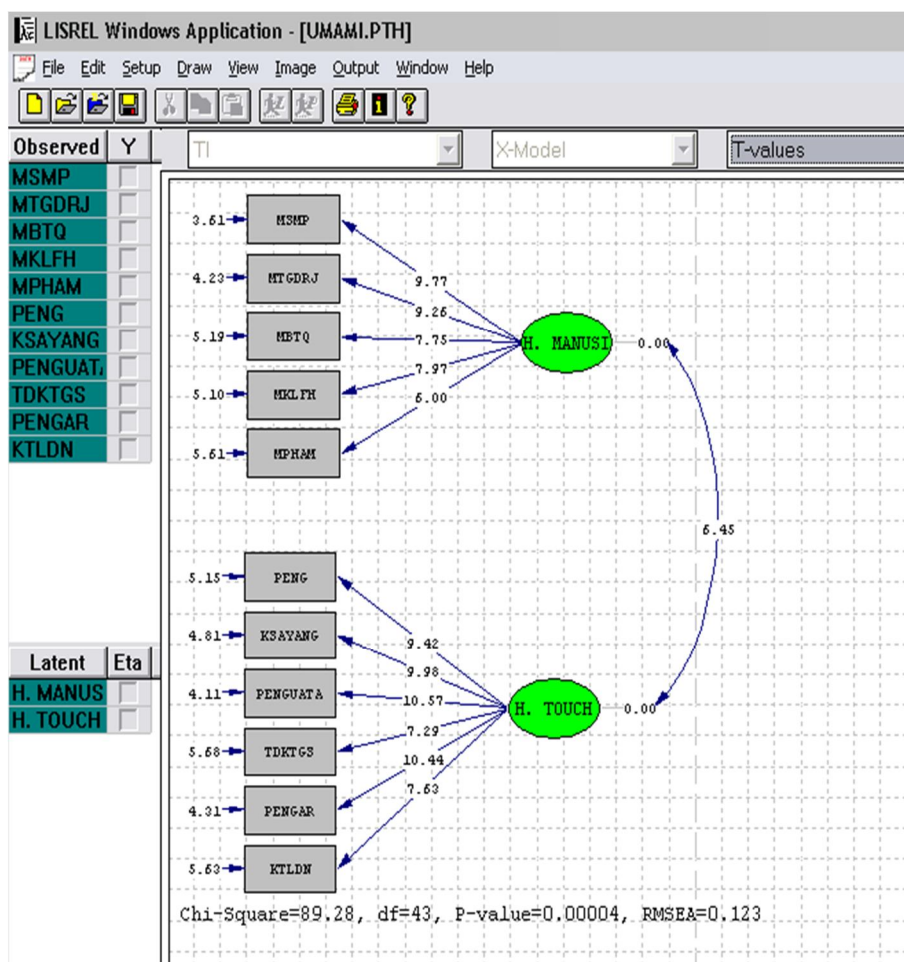 LISREL Windows Application - [UMAMI.PTH]
File Edit Setup Draw View Image Output Window Help
Observed Y
TI X-Model T-values
MSMP
MTGDRJ
MBTQ
MKLFH
MPHAM
PENG
KSAYANG
PENGUAT
TDKTGS
PENGAR
KTLDN
Latent Eta
H. MANUS
H. TOUCH
3.61 MSMP
9.77
4.23 MTGDRJ
9.26
5.19 MBTQ
7.75
H. MANUSI 0.00
7.97
5.10 MKLFH
6.00
5.61 MPHAM
6.45
5.15 PENG
9.42
4.81 KSAYANG
9.98
4.11 PENGUATA
10.57
H. TOUCH 0.00
7.29
5.68 TDKTGS
10.44
4.31 PENGAR
7.63
5.63 KTLDN
Chi-Square=89.28, df=43, P-value=0.00004, RMSEA=0.123